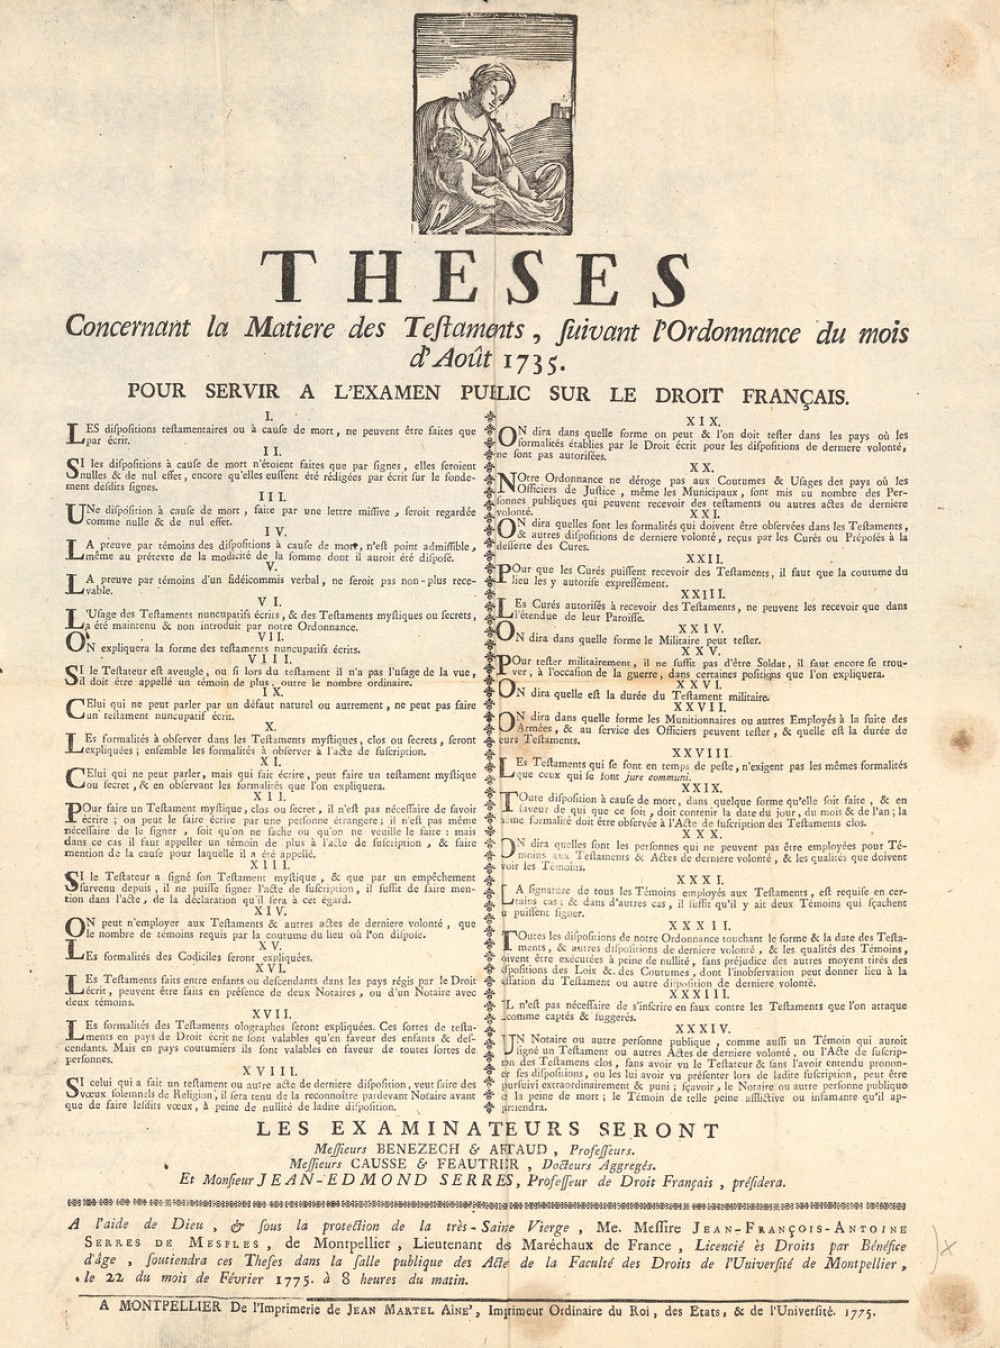 THESES
Concernant la Matiere des Teſtaments, ſuivant l'Ordonnance du mois
d'Août 1735.
POUR SERVIR A L'EXAMEN PUBLIC SUR LE DROIT FRANÇAIS.
I.
LES diſpoſitions teſtamentaires ou à cauſe de mort, ne peuvent être faites que
par écrit.
II.
SI les diſpoſitions à cauſe de mort n'étoient faites que par ſignes, elles ſeroient
nulles & de nul effet, encore qu'elles euſſent été rédigées par écrit ſur le fonde-
ment deſdits ſignes.
III.
UNe diſpoſition à cauſe de mort, faite par une lettre miſſive, ſeroit regardée
comme nulle & de nul effet.
IV.
LA preuve par témoins des diſpoſitions à cauſe de mort, n'eſt point admiſſible,
même au prétexte de la modicité de la ſomme dont il auroit été diſpoſé.
V.
LA preuve par témoins d'un fidéicommis verbal, ne ſeroit pas non-plus rece-
vable.
VI.
L'Uſage des Teſtaments nuncupatifs écrits, & des Teſtaments myſtiques ou ſecrets,
a été maintenu & non introduit par notre Ordonnance.
VII.
ON expliquera la forme des teſtaments nuncupatifs écrits.
VIII.
SI le Teſtateur eſt aveugle, ou ſi lors du teſtament il n'a pas l'uſage de la vue,
il doit être appellé un témoin de plus, outre le nombre ordinaire.
IX.
CElui qui ne peut parler par un défaut naturel ou autrement, ne peut pas faire
un teſtament nuncupatif écrit.
X.
LEs formalités à obſerver dans les Teſtaments myſtiques, clos ou ſecrets, ſeront
expliquées; enſemble les formalités à obſerver à l'acte de ſuſcription.
XI.
CElui qui ne peut parler, mais qui ſait écrire, peut faire un teſtament myſtique
ou ſecret, & en obſervant les formalités que l'on expliquera.
XII.
POur faire un Teſtament myſtique, clos ou ſecret, il n'eſt pas néceſſaire de ſavoir
écrire; on peut le faire écrire par une perſonne étrangere; il n'eſt pas même
néceſſaire de le ſigner, ſoit qu'on ne ſache ou qu'on ne veuille le faire: mais
dans ce cas il faut appeller un témoin de plus à l'acte de ſuſcription, & faire
mention de la cauſe pour laquelle il a été appellé.
XIII.
SI le Teſtateur a ſigné ſon Teſtament myſtique, & que par un empêchement
ſurvenu depuis, il ne puiſſe ſigner l'acte de ſuſcription, il ſuffit de faire men-
tion dans l'acte, de la déclaration qu'il ſera à cet égard.
XIV.
ON peut n'employer aux Teſtaments & autres actes de derniere volonté, que
le nombre de témoins requis par la coutume du lieu où l'on diſpoſe.
XV.
LEs formalités des Codiciles ſeront expliquées.
XVI.
LEs Teſtaments faits entre enfants ou deſcendants dans les pays régis par le Droit
écrit, peuvent être faits en préſence de deux Notaires, ou d'un Notaire avec
deux témoins.
XVII.
LEs formalités des Teſtaments olographes ſeront expliquées. Ces ſortes de teſta-
ments en pays de Droit écrit ne ſont valables qu'en faveur des enfants & deſ-
cendants. Mais en pays coutumiers ils ſont valables en faveur de toutes ſortes de
perſonnes.
XVIII.
SI celui qui a fait un teſtament ou autre acte de derniere diſpoſition, veut faire des
vœux ſolemnels de Religion, il ſera tenu de la reconnoître pardevant Notaire avant
que de faire leſdits vœux, à peine de nullité de ladite diſpoſition.
XIX.
ON dira dans quelle forme on peut & l'on doit teſter dans les pays où les
formalités établies par le Droit écrit pour les diſpoſitions de derniere volonté,
ne ſont pas autoriſées.
XX.
NOtre Ordonnance ne déroge pas aux Coutumes & Uſages des pays où les
Officiers de Juſtice, même les Municipaux, ſont mis au nombre des Per-
ſonnes publiques qui peuvent recevoir des teſtaments ou autres actes de derniere
volonté.
XXI.
ON dira quelles ſont les formalités qui doivent être obſervées dans les Teſtaments,
& autres diſpoſitions de derniere volonté, reçus par les Curés ou Prépoſés à la
deſſerte des Cures.
XXII.
POur que les Curés puiſſent recevoir des Teſtaments, il faut que la coutume du
lieu les y autoriſe expreſſément.
XXIII.
LEs Curés autoriſés à recevoir des Teſtaments, ne peuvent les recevoir que dans
l'étendue de leur Paroiſſe.
XXIV.
ON dira dans quelle forme le Militaire peut teſter.
XXV.
POur teſter militairement, il ne ſuffit pas d'être Soldat, il faut encore ſe trou-
ver, à l'occaſion de la guerre, dans certaines poſitions que l'on expliquera.
XXVI.
ON dira quelle eſt la durée du Teſtament militaire.
XXVII.
ON dira dans quelle forme les Munitionnaires ou autres Employés à la ſuite des
Armées, & au ſervice des Officiers peuvent teſter, & quelle eſt la durée de
eurs Teſtaments.
XXVIII.
LEs Teſtaments qui ſe font en temps de peſte, n'exigent pas les mêmes formalités
que ceux qui ſe font jure communi.
XXIX.
TOute diſpoſition à cauſe de mort, dans quelque forme qu'elle ſoit faite, & en
faveur de qui que ce ſoit, doit contenir la date du jour, du mois & de l'an; la
ême formalité doit être obſervée à l'Acte de ſuſcription des Teſtaments clos.
XXX.
ON dira quelles ſont les perſonnes qui ne peuvent pas être employées pour Té-
moins aux Teſtaments & Actes de derniere volonté, & les qualités que doivent
voir les Témoins.
XXXI.
LA ſignature de tous les Témoins employés aux Teſtaments, eſt requiſe en cer-
tains cas; & dans d'autres cas, il ſuffit qu'il y ait deux Témoins qui ſçachent
u puiſſent ſigner.
XXXII.
TOutes les diſpoſitions de notre Ordonnance touchant la forme & la date des Teſta-
ments, & autres diſpoſitions de derniere volonté, & les qualités des Témoins,
oivent être exécutées à peine de nullité, ſans préjudice des autres moyens tirés des
iſpoſitions des Loix & des Coutumes, dont l'inobſervation peut donner lieu à la
aſſation du Teſtament ou autre diſpoſition de derniere volonté.
XXXIII.
IL n'eſt pas néceſſaire de s'inſcrire en faux contre les Teſtaments que l'on attaque
comme captés & ſuggerés.
XXXIV.
UN Notaire ou autre perſonne publique, comme auſſi un Témoin qui auroit
ſigné un Teſtament ou autres Actes de derniere volonté, ou l'Acte de ſuſcrip-
on des Teſtamens clos, ſans avoir vu le Teſtateur & ſans l'avoir entendu pronon-
er ſes diſpoſitions, ou les lui avoir vu préſenter lors de ladite ſuſcription, peut être
pourſuivi extraordinairement & puni; ſçavoir, le Notaire ou autre perſonne publique
à la peine de mort; le Témoin de telle peine afflictive ou infamante qu'il ap-
partiendra.
LES EXAMINATEURS SERONT
Meſſieurs BENEZECH & ARTAUD, Profeſſeurs.
Meſſieurs CAUSSE & FEAUTRIER, Docteurs Aggregés.
Et Monſieur JEAN-EDMOND SERRES, Profeſſeur de Droit Français, préſidera.
A l'aide de Dieu, & ſous la protection de la très-Sainte Vierge, Me. Meſſire JEAN-FRANÇOIS-ANTOINE
SERRES DE MESPLES, de Montpellier, Lieutenant des Maréchaux de France, Licencié ès Droits par Bénéfice
d'âge, ſoutiendra ces Theſes dans la ſalle publique des Acte de la Faculté des Droits de l'Univerſité de Montpellier,
le 22 du mois de Février 1775. à 8 heures du matin.
A MONTPELLIER De l'Imprimerie de JEAN MARTEL AÎNÉ, Imprimeur Ordinaire du Roi, des Etats, & de l'Univerſité. 1775.